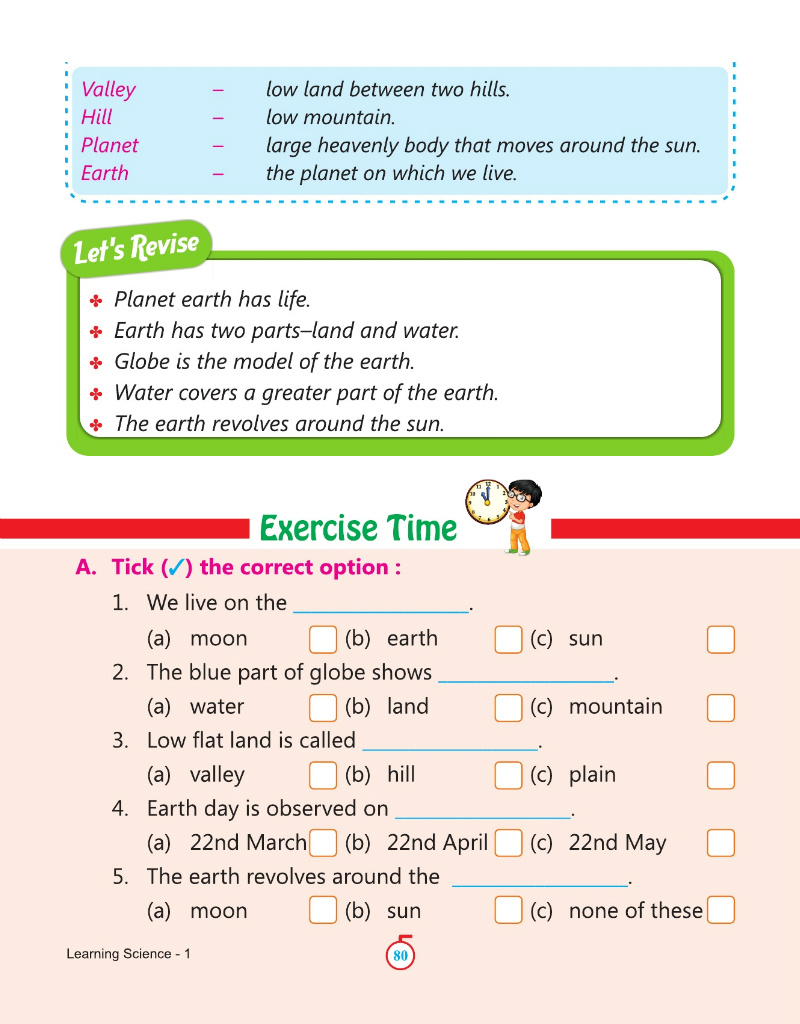 Valley – low land between two hills.
Hill – low mountain.
Planet – large heavenly body that moves around the sun.
Earth – the planet on which we live.
Let's Revise
Planet earth has life.
Earth has two parts–land and water.
Globe is the model of the earth.
Water covers a greater part of the earth.
The earth revolves around the sun.
Exercise Time
A. Tick (✓) the correct option :
1. We live on the ________________.
(a) moon (b) earth (c) sun
2. The blue part of globe shows ________________.
(a) water (b) land (c) mountain
3. Low flat land is called ________________.
(a) valley (b) hill (c) plain
4. Earth day is observed on ________________.
(a) 22nd March (b) 22nd April (c) 22nd May
5. The earth revolves around the ________________.
(a) moon (b) sun (c) none of these
Learning Science - 1
80